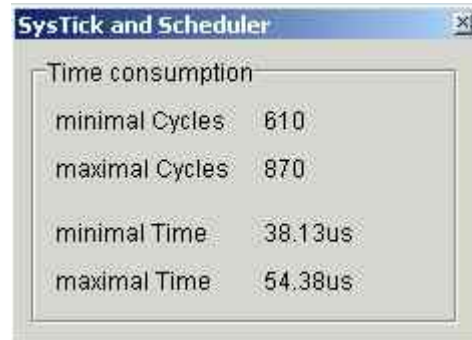 SysTick and Scheduler
Time consumption
minimal Cycles 610
maximal Cycles 870
minimal Time 38.13us
maximal Time 54.38us